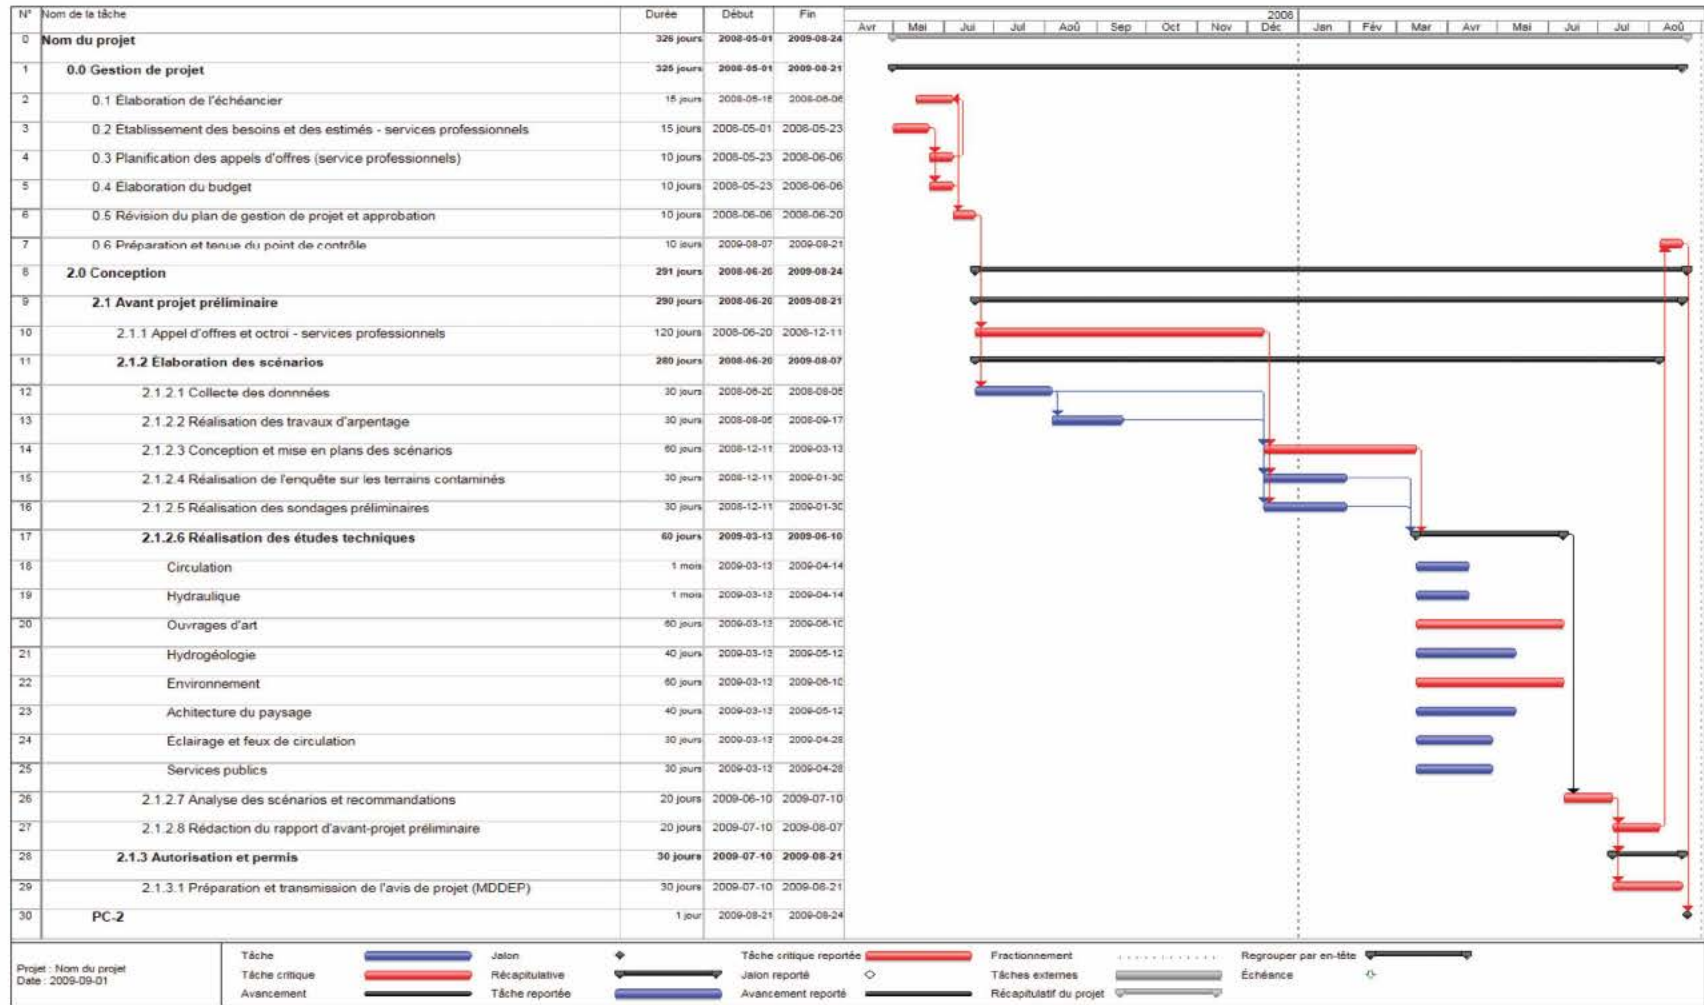 N° Nom de la tâche Durée Début Fin 2008
Avr Mai Jui Jul Aoû Sep Oct Nov Déc Jan Fév Mar Avr Mai Jui Jul Aoû
0 Nom du projet 326 jours 2008-05-01 2009-08-24
1 0.0 Gestion de projet 325 jours 2008-05-01 2009-08-21
2 0.1 Élaboration de l'échéancier 15 jours 2008-05-16 2008-06-06
3 0.2 Établissement des besoins et des estimés - services professionnels 15 jours 2008-05-01 2008-05-23
4 0.3 Planification des appels d'offres (service professionnels) 10 jours 2008-05-23 2008-06-06
5 0.4 Élaboration du budget 10 jours 2008-05-23 2008-06-06
6 0.5 Révision du plan de gestion de projet et approbation 10 jours 2008-06-06 2008-06-20
7 0.6 Préparation et tenue du point de contrôle 10 jours 2009-08-07 2009-08-21
8 2.0 Conception 291 jours 2008-06-20 2009-08-24
9 2.1 Avant projet préliminaire 290 jours 2008-06-20 2009-08-21
10 2.1.1 Appel d'offres et octroi - services professionnels 120 jours 2008-06-20 2008-12-11
11 2.1.2 Élaboration des scénarios 280 jours 2008-06-20 2009-08-07
12 2.1.2.1 Collecte des donnnées 30 jours 2008-06-20 2008-08-05
13 2.1.2.2 Réalisation des travaux d'arpentage 30 jours 2008-08-05 2008-09-17
14 2.1.2.3 Conception et mise en plans des scénarios 60 jours 2008-12-11 2009-03-13
15 2.1.2.4 Réalisation de l'enquête sur les terrains contaminés 30 jours 2008-12-11 2009-01-30
16 2.1.2.5 Réalisation des sondages préliminaires 30 jours 2008-12-11 2009-01-30
17 2.1.2.6 Réalisation des études techniques 60 jours 2009-03-13 2009-06-10
18 Circulation 1 mois 2009-03-13 2009-04-14
19 Hydraulique 1 mois 2009-03-13 2009-04-14
20 Ouvrages d'art 60 jours 2009-03-13 2009-06-10
21 Hydrogéologie 40 jours 2009-03-13 2009-05-12
22 Environnement 60 jours 2009-03-13 2009-06-10
23 Achitecture du paysage 40 jours 2009-03-13 2009-05-12
24 Éclairage et feux de circulation 30 jours 2009-03-13 2009-04-28
25 Services publics 30 jours 2009-03-13 2009-04-28
26 2.1.2.7 Analyse des scénarios et recommandations 20 jours 2009-06-10 2009-07-10
27 2.1.2.8 Rédaction du rapport d'avant-projet préliminaire 20 jours 2009-07-10 2009-08-07
28 2.1.3 Autorisation et permis 30 jours 2009-07-10 2009-08-21
29 2.1.3.1 Préparation et transmission de l'avis de projet (MDDEP) 30 jours 2009-07-10 2009-08-21
30 PC-2 1 jour 2009-08-21 2009-08-24
Projet : Nom du projet
Date : 2009-09-01
Tâche Jalon Tâche critique reportée Fractionnement Regrouper par en-tête
Tâche critique Récapitulative Jalon reporté Tâches externes Échéance
Avancement Tâche reportée Avancement reporté Récapitulatif du projet